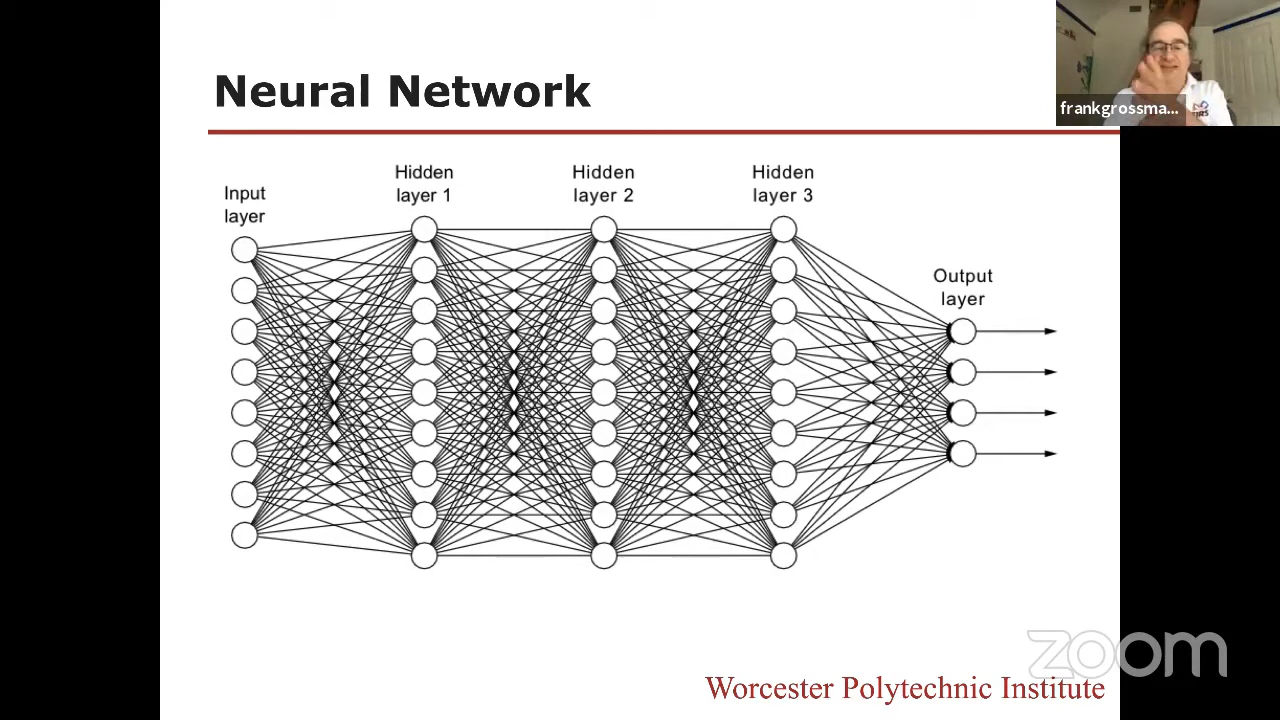 Neural Network
frankgrossma...
Input
layer
Hidden
layer 1
Hidden
layer 2
Hidden
layer 3
Output
layer
zoom
Worcester Polytechnic Institute